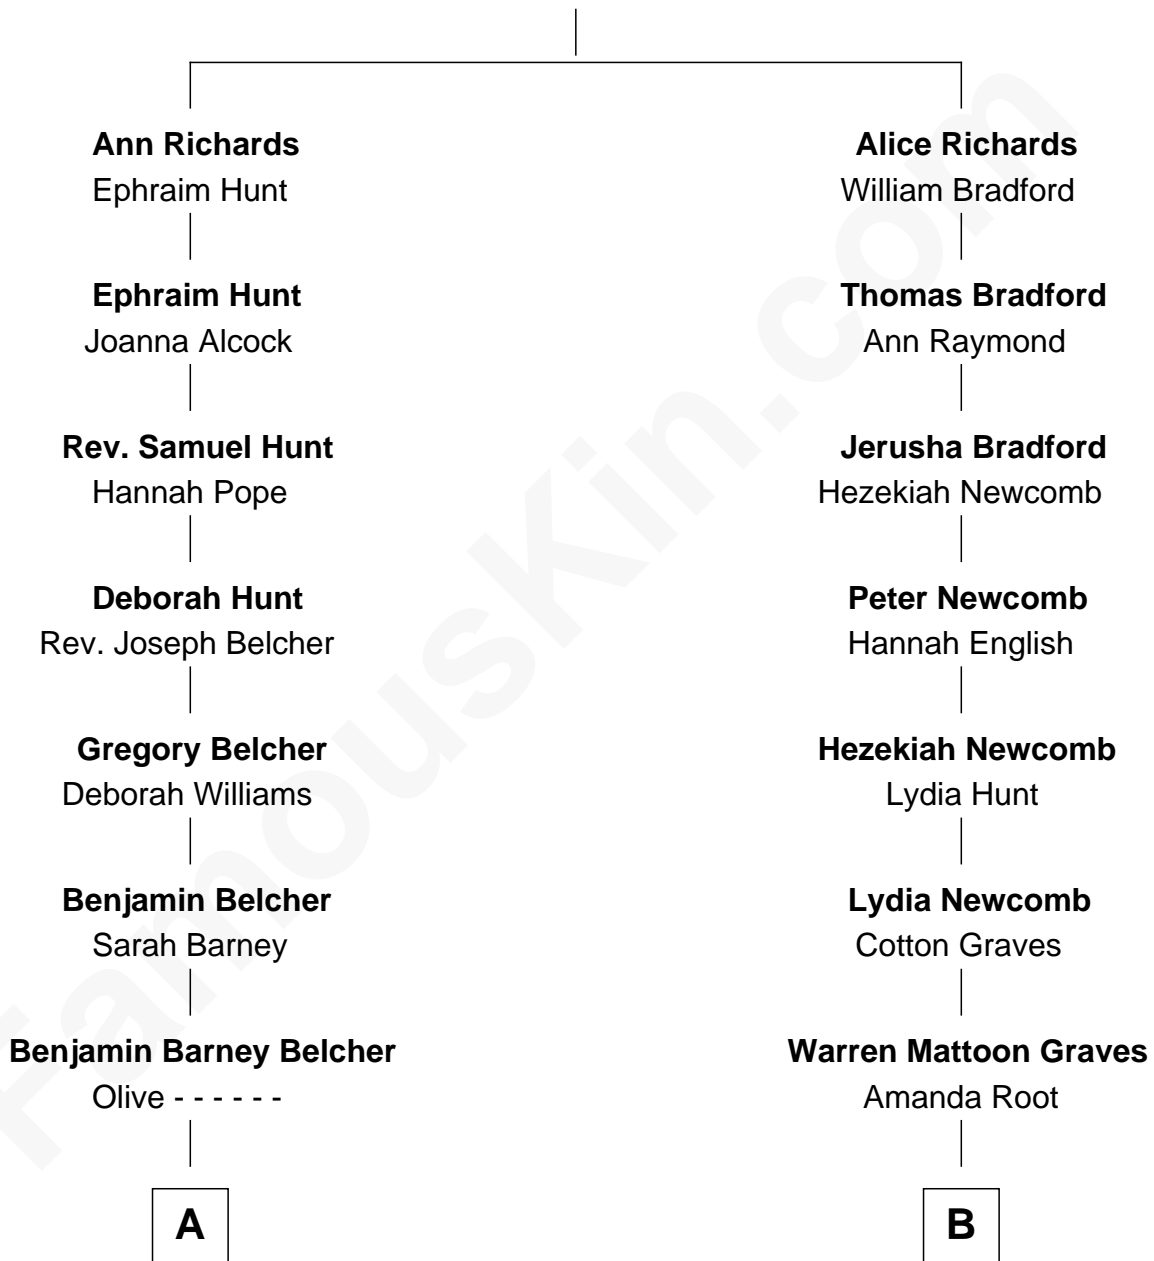 Ann Richards
Ephraim Hunt
Ephraim Hunt
Joanna Alcock
Rev. Samuel Hunt
Hannah Pope
Deborah Hunt
Rev. Joseph Belcher
Gregory Belcher
Deborah Williams
Benjamin Belcher
Sarah Barney
Benjamin Barney Belcher
Olive - - - - - -
A
Alice Richards
William Bradford
Thomas Bradford
Ann Raymond
Jerusha Bradford
Hezekiah Newcomb
Peter Newcomb
Hannah English
Hezekiah Newcomb
Lydia Hunt
Lydia Newcomb
Cotton Graves
Warren Mattoon Graves
Amanda Root
B
FamousKin.com